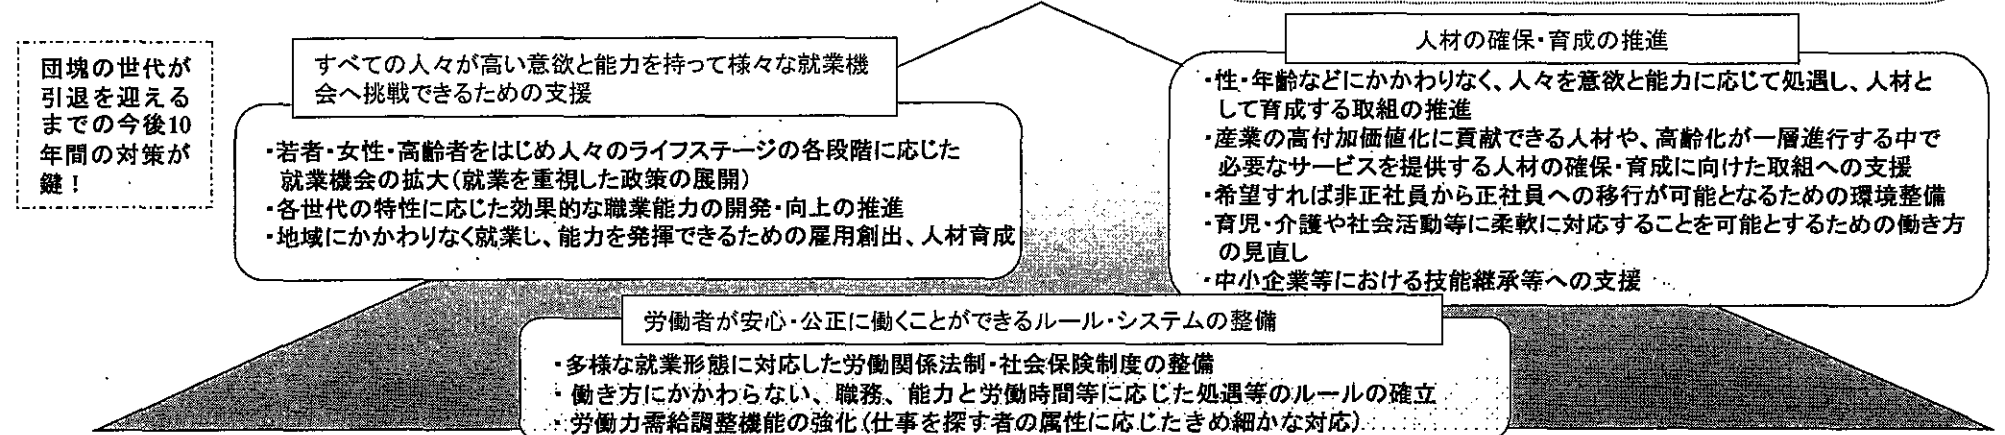 団塊の世代が
引退を迎える
までの今後10
年間の対策が
鍵!
すべての人々が高い意欲と能力を持って様々な就業機
会へ挑戦できるための支援
・若者・女性・高齢者をはじめ人々のライフステージの各段階に応じた
就業機会の拡大(就業を重視した政策の展開)
・各世代の特性に応じた効果的な職業能力の開発・向上の推進
・地域にかかわりなく就業し、能力を発揮できるための雇用創出、人材育成
人材の確保・育成の推進
・性・年齢などにかかわりなく、人々を意欲と能力に応じて処遇し、人材と
して育成する取組の推進
・産業の高付加価値化に貢献できる人材や、高齢化が一層進行する中で
必要なサービスを提供する人材の確保・育成に向けた取組への支援
・希望すれば非正社員から正社員への移行が可能となるための環境整備
・育児・介護や社会活動等に柔軟に対応することを可能とするための働き方
の見直し
・中小企業等における技能継承等への支援
労働者が安心・公正に働くことができるルール・システムの整備
・多様な就業形態に対応した労働関係法制・社会保険制度の整備
・働き方にかかわらない、職務、能力と労働時間等に応じた処遇等のルールの確立
・労働力需給調整機能の強化(仕事を探す者の属性に応じたきめ細かな対応)